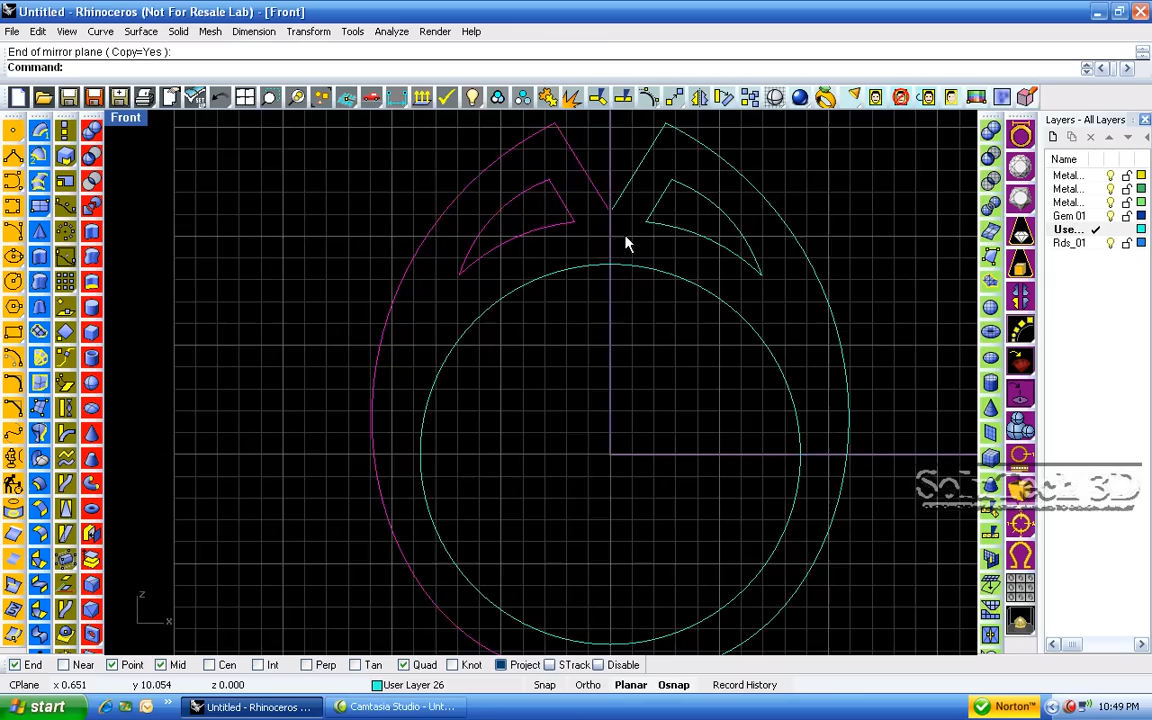 Untitled - Rhinoceros (Not For Resale Lab) - [Front]
File Edit View Curve Surface Solid Mesh Dimension Transform Tools Analyze Render Help
End of mirror plane ( Copy=Yes ):
Command:
Front
Layers - All Layers
Name
Metal...
Metal...
Metal...
Gem 01
Use...
Rds_01
z
x
End Near Point Mid Cen Int Perp Tan Quad Knot Project STrack Disable
CPlane x 0.651 y 10.054 z 0.000 User Layer 26 Snap Ortho Planar Osnap Record History
start Untitled - Rhinoceros (... Camtasia Studio - Unt... Norton™ 10:49 PM